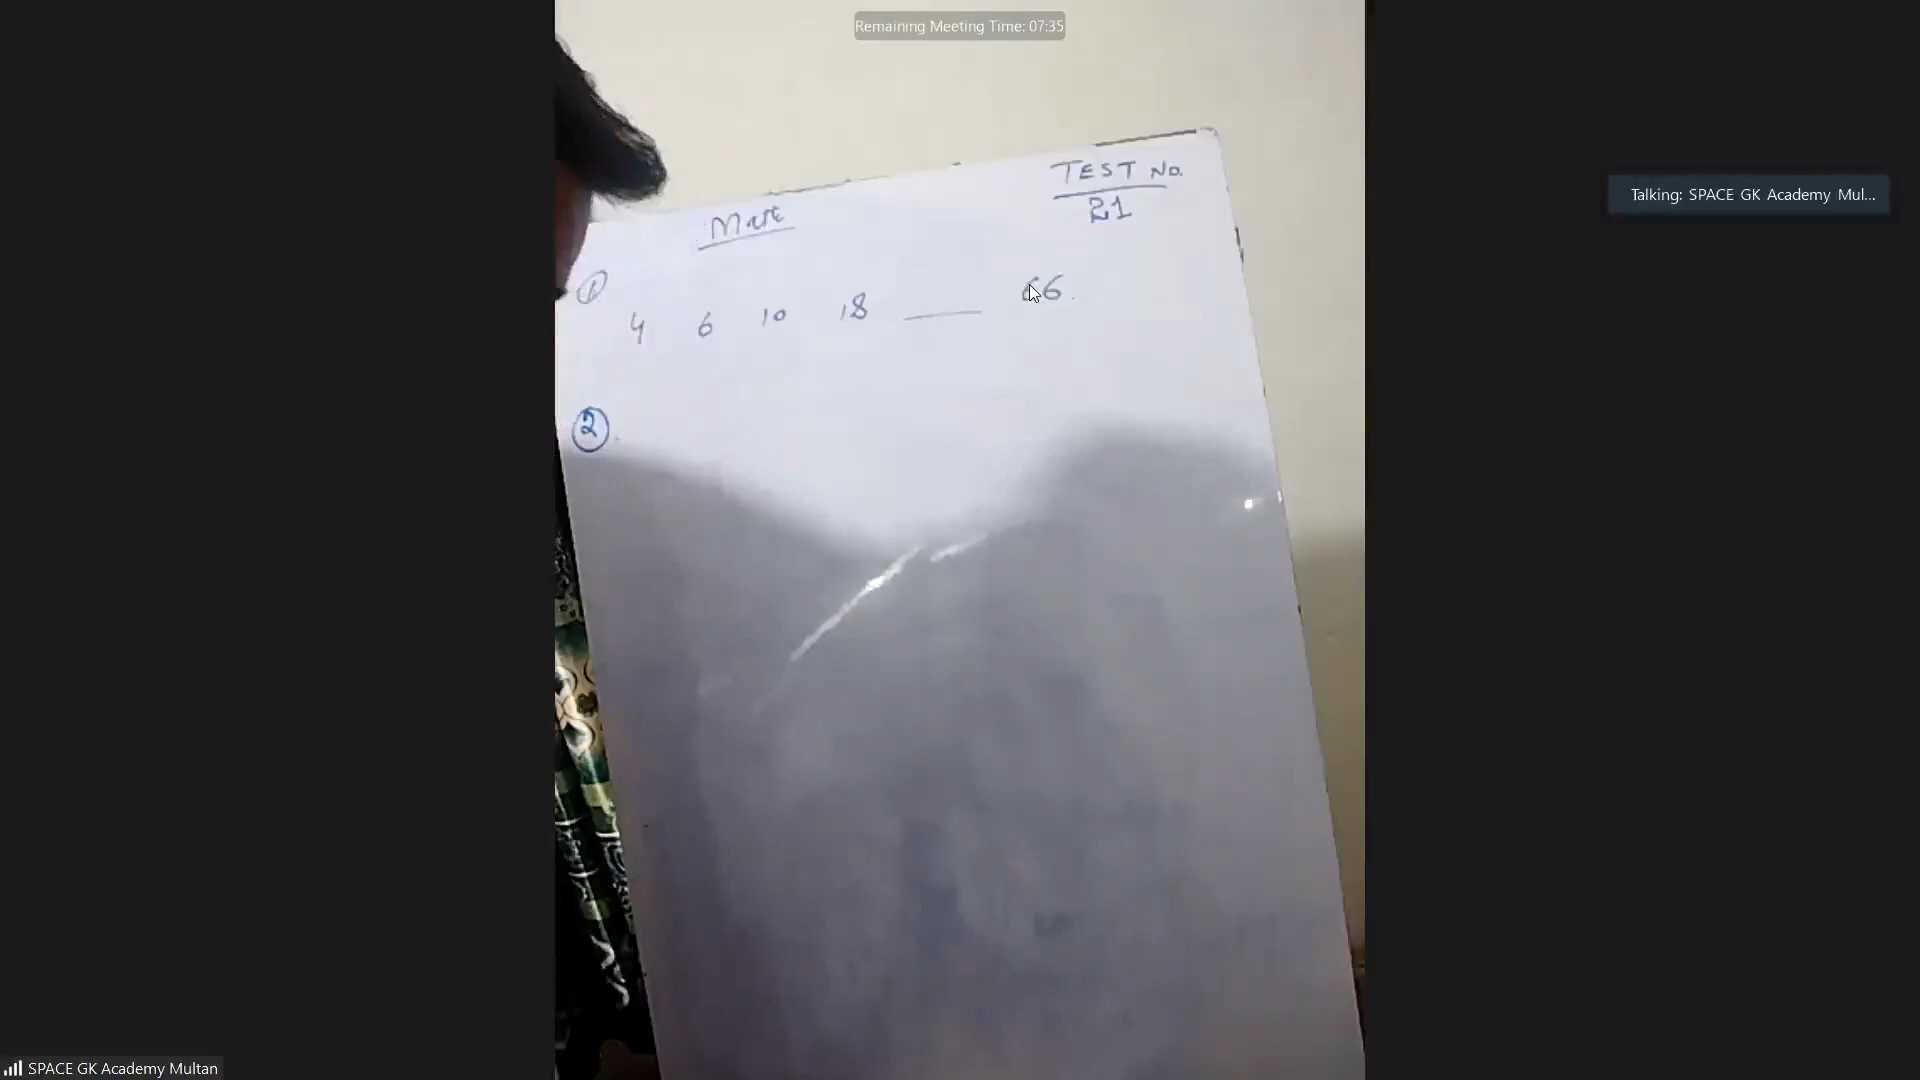 Remaining Meeting Time: 07:35
TEST No.
21
Math
Talking: SPACE GK Academy Mul...
①
4 6 10 18 ____ 66.
②
SPACE GK Academy Multan